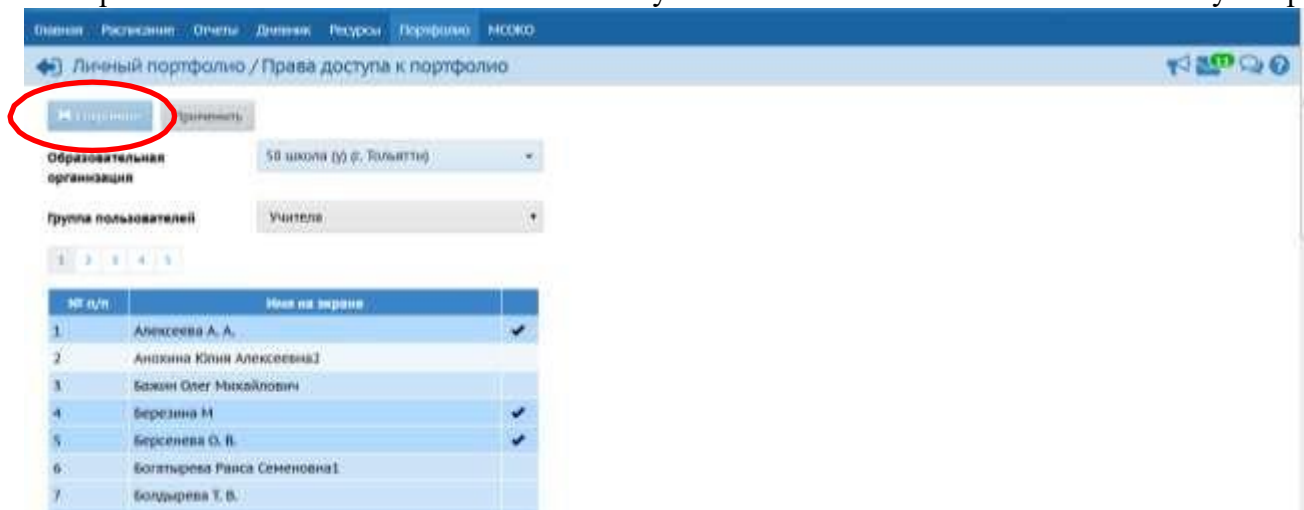 Главная Расписание Отчеты Дневник Ресурсы Портфолио МСОКО
Личный портфолио / Права доступа к портфолио
Сохранить Применить
Образовательная организация
50 школа (у) (г. Тольятти)
Группа пользователей
Учителя
1 2 3 4 5
№ п/п Имя на экране
1 Алексеева А. А.
2 Анохина Юлия Алексеевна2
3 Бажин Олег Михайлович
4 Березина М
5 Берсенева О. В.
6 Богатырева Раиса Семеновна1
7 Болдырева Т. В.